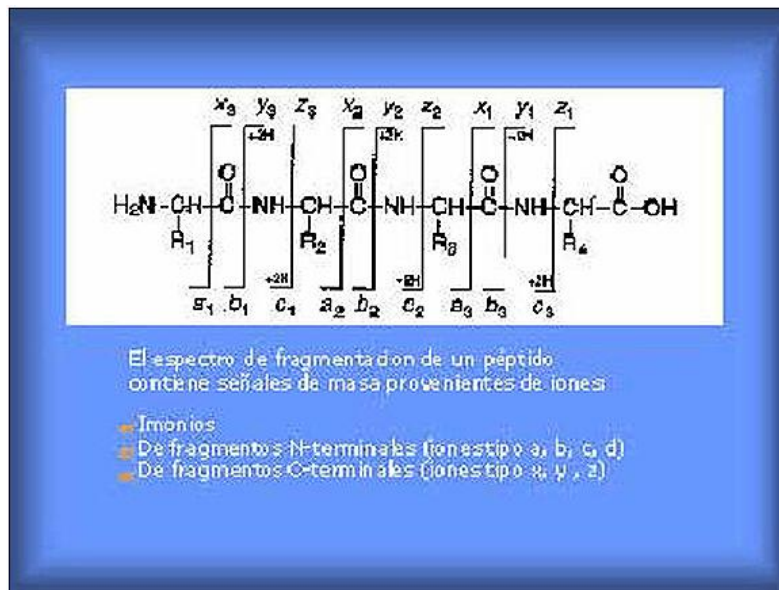 x3 y3 z3 x2 y2 z2 x1 y1 z1
+2H +2H +2H
O O O O
H2N–CH–C–NH–CH–C–NH–CH–C–NH–CH–C–OH
R1 R2 R3 R4
+2H +2H +2H
a1 b1 c1 a2 b2 c2 a3 b3 c3
El espectro de fragmentacion de un péptido
contiene señales de masa provenientes de iones:
Imonios
De fragmentos N-terminales (iones tipo a, b, c, d)
De fragmentos C-terminales (iones tipo x, y , z)